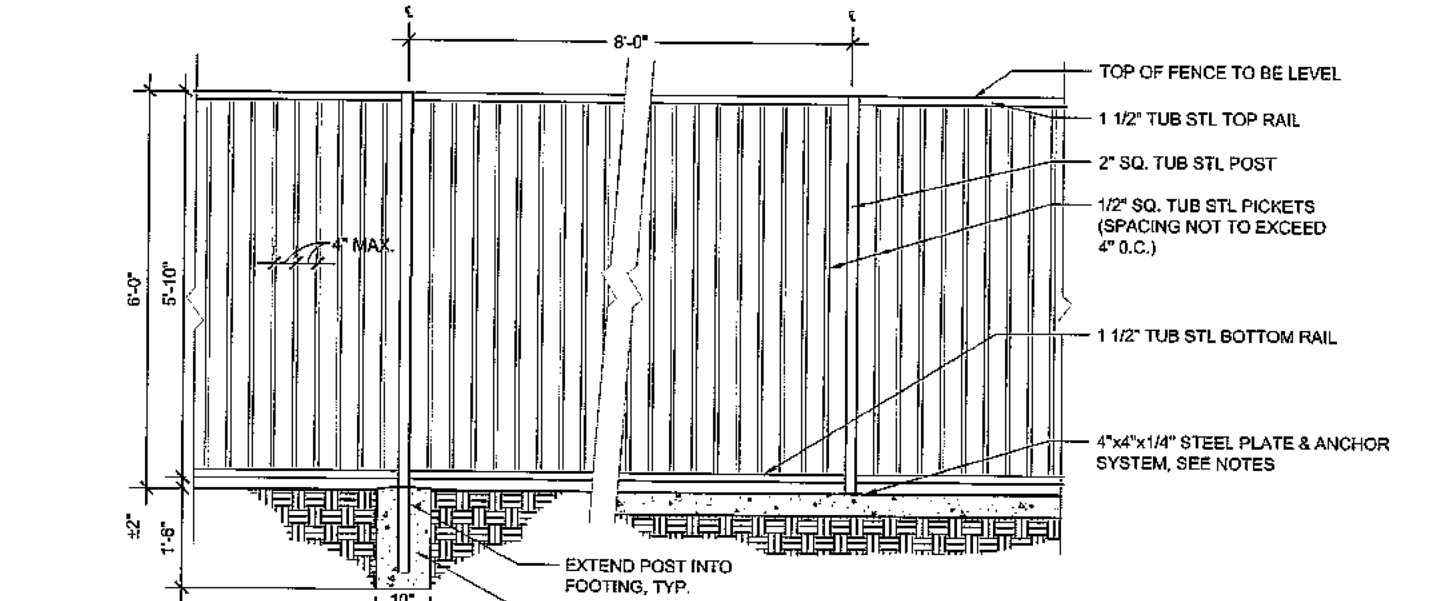 ℄
℄
8'-0"
TOP OF FENCE TO BE LEVEL
1 1/2" TUB STL TOP RAIL
2" SQ. TUB STL POST
1/2" SQ. TUB STL PICKETS
(SPACING NOT TO EXCEED
4" O.C.)
4" MAX.
6'-0"
5'-10"
1 1/2" TUB STL BOTTOM RAIL
4"x4"x1/4" STEEL PLATE & ANCHOR
SYSTEM, SEE NOTES
±2"
1'-6"
EXTEND POST INTO
FOOTING, TYP.
10"